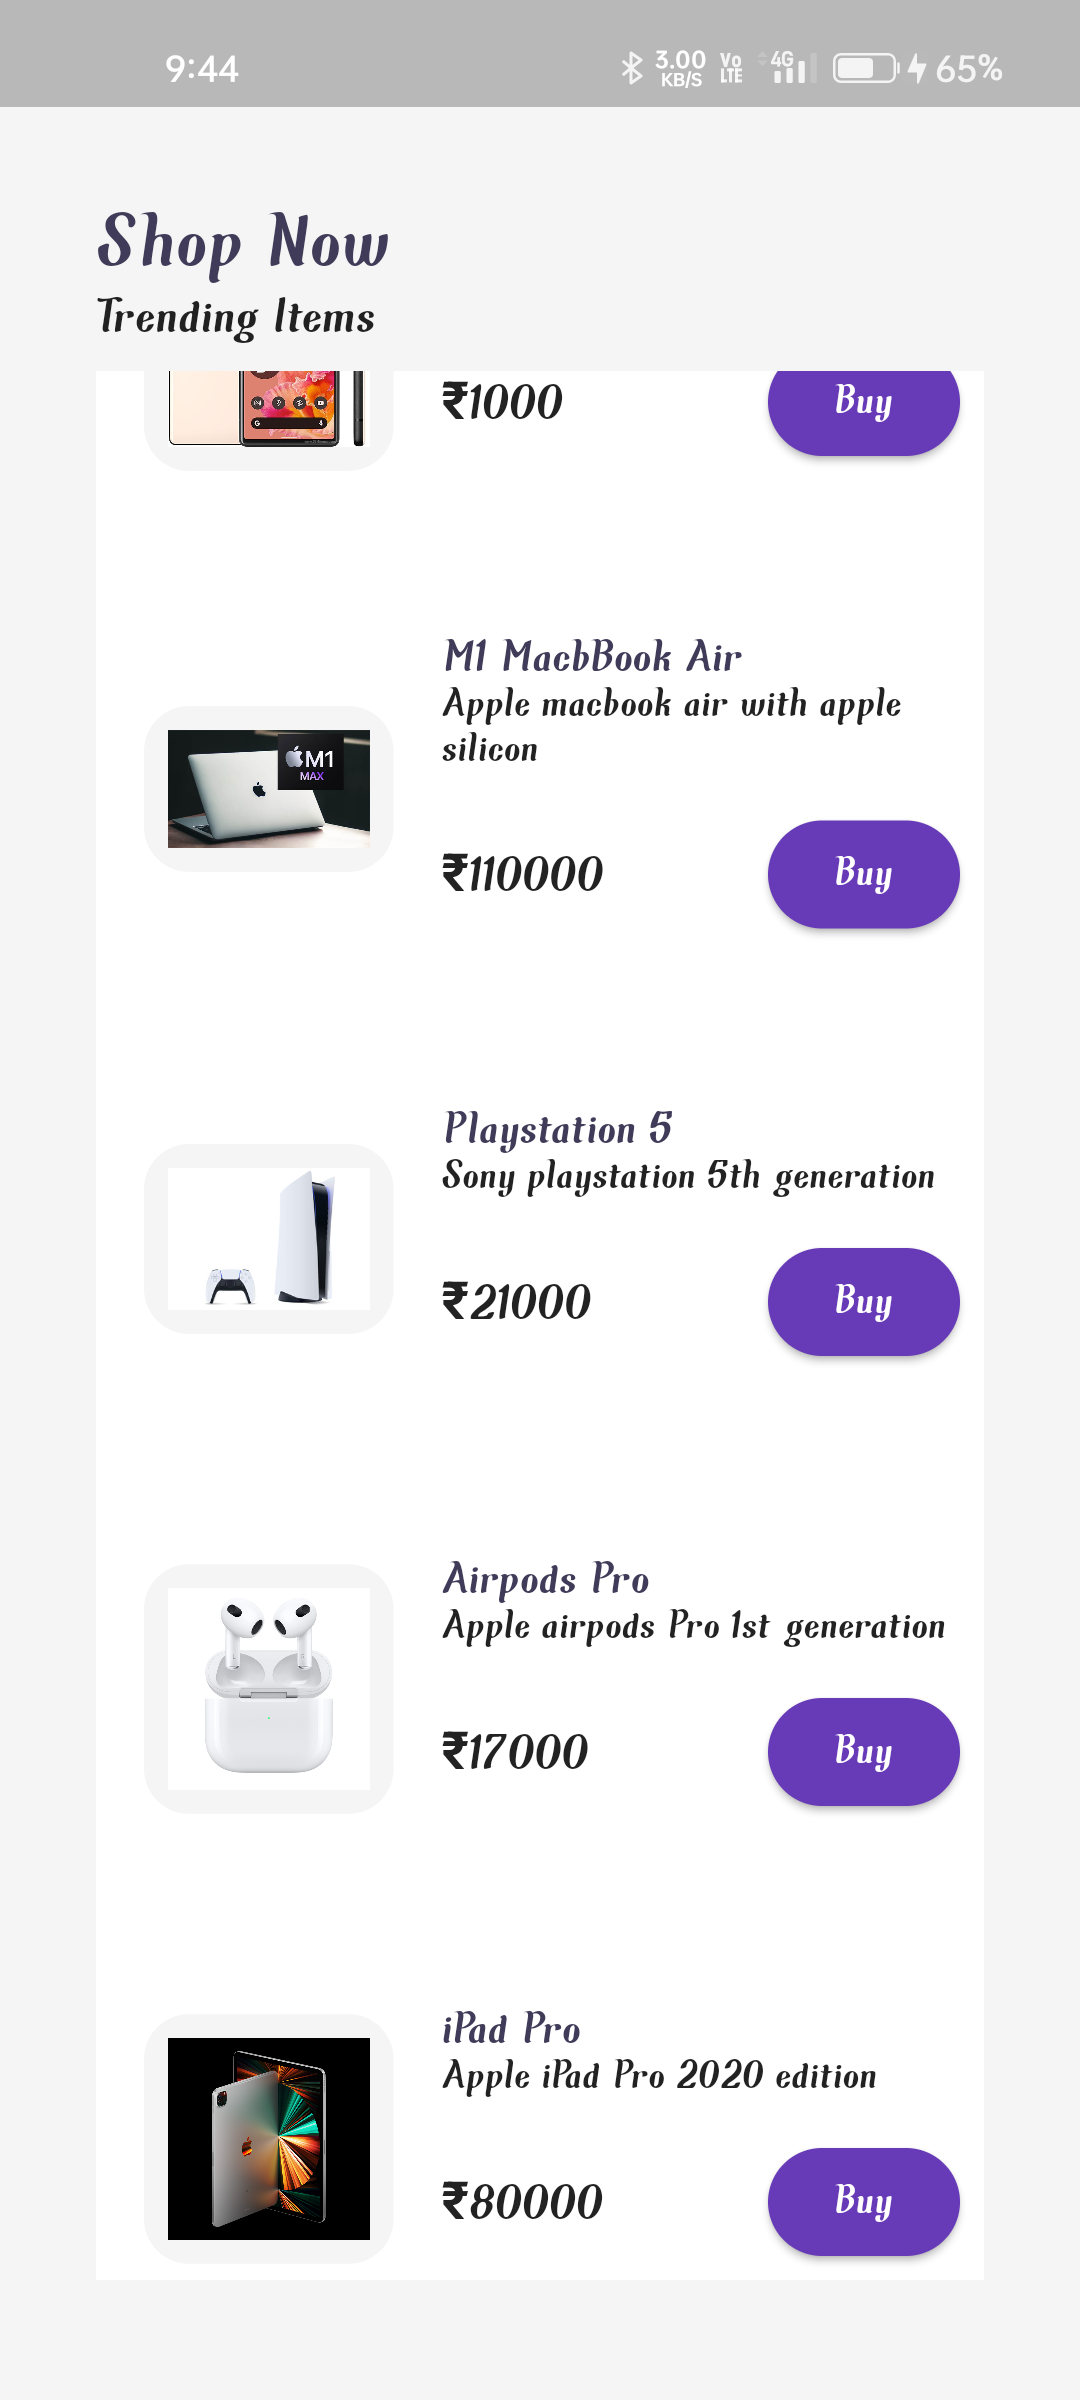 9:44
3.00 KB/S Vo LTE 4G 65%
Shop Now
Trending Items
₹1000
Buy
M1 MacbBook Air
Apple macbook air with apple
silicon
M1
MAX
₹110000
Buy
Playstation 5
Sony playstation 5th generation
₹21000
Buy
Airpods Pro
Apple airpods Pro 1st generation
₹17000
Buy
iPad Pro
Apple iPad Pro 2020 edition
₹80000
Buy